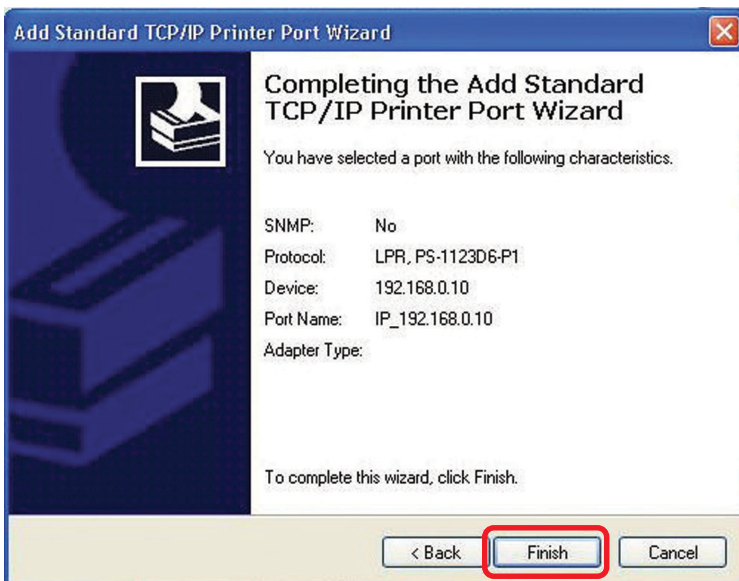 Add Standard TCP/IP Printer Port Wizard
Completing the Add Standard
TCP/IP Printer Port Wizard
You have selected a port with the following characteristics.
SNMP: No
Protocol: LPR, PS-1123D6-P1
Device: 192.168.0.10
Port Name: IP_192.168.0.10
Adapter Type:
To complete this wizard, click Finish.
< Back Finish Cancel